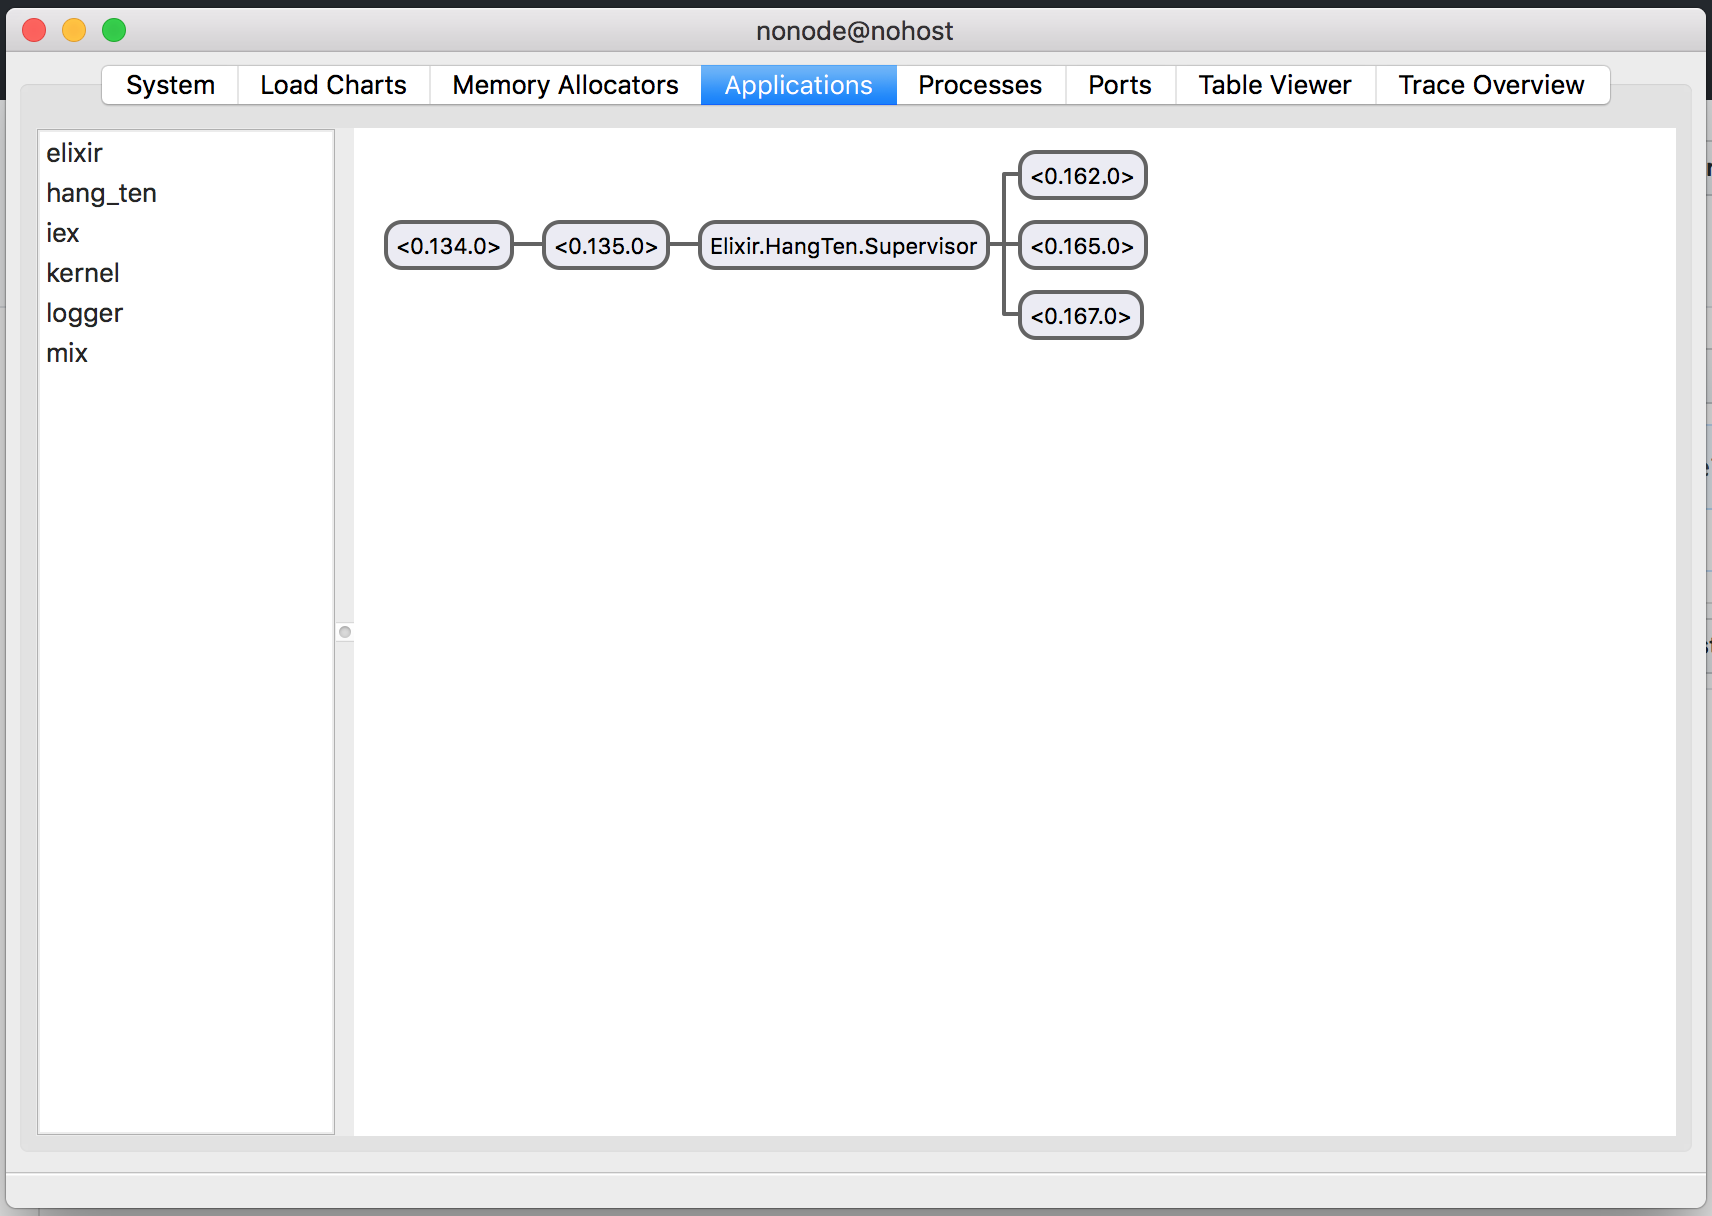 nonode@nohost
System Load Charts Memory Allocators Applications Processes Ports Table Viewer Trace Overview
elixir
hang_ten
iex
kernel
logger
mix
<0.162.0>
<0.134.0> <0.135.0> Elixir.HangTen.Supervisor <0.165.0>
<0.167.0>